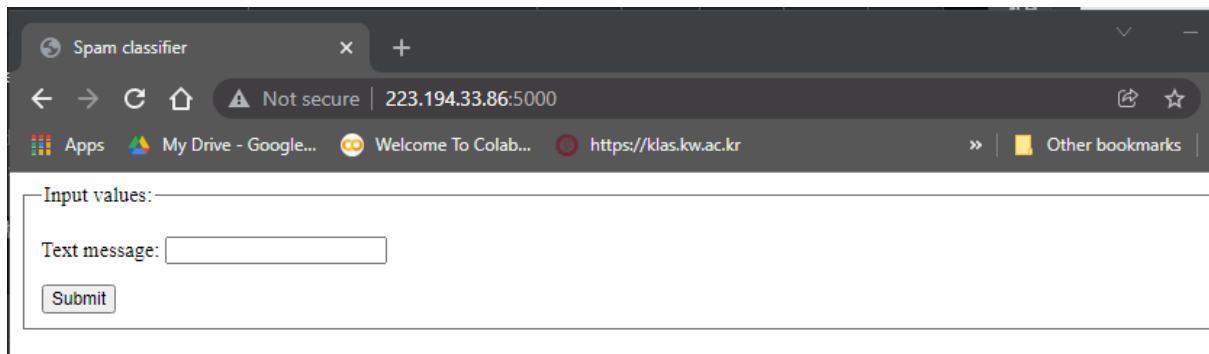 Spam classifier
Not secure 223.194.33.86:5000
Apps My Drive - Google... Welcome To Colab... https://klas.kw.ac.kr » Other bookmarks
Input values:
Text message:
Submit